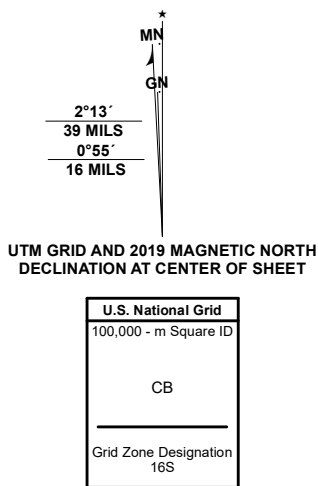 ★
MN
GN
2°13´
39 MILS
0°55´
16 MILS
UTM GRID AND 2019 MAGNETIC NORTH
DECLINATION AT CENTER OF SHEET
U.S. National Grid
100,000 - m Square ID
CB
Grid Zone Designation
16S